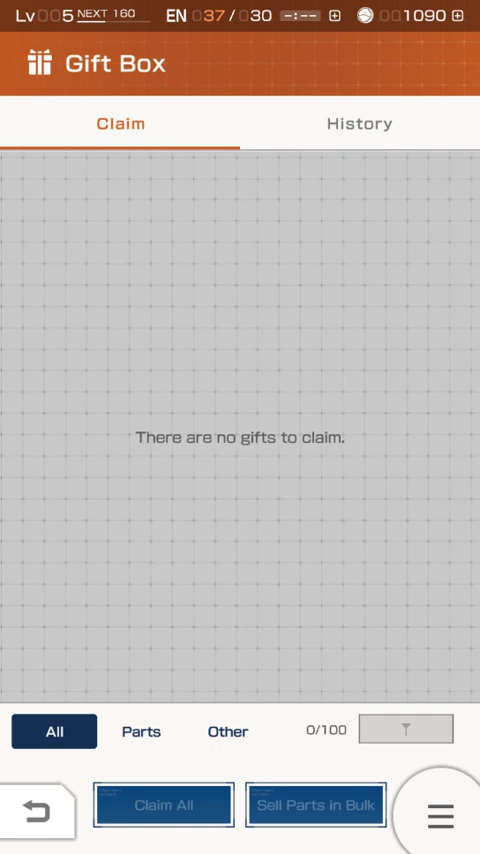 Lv005 NEXT 160 EN 037/030 --:-- 001090
Gift Box
Claim History
There are no gifts to claim.
All Parts Other 0/100
Claim All Sell Parts in Bulk